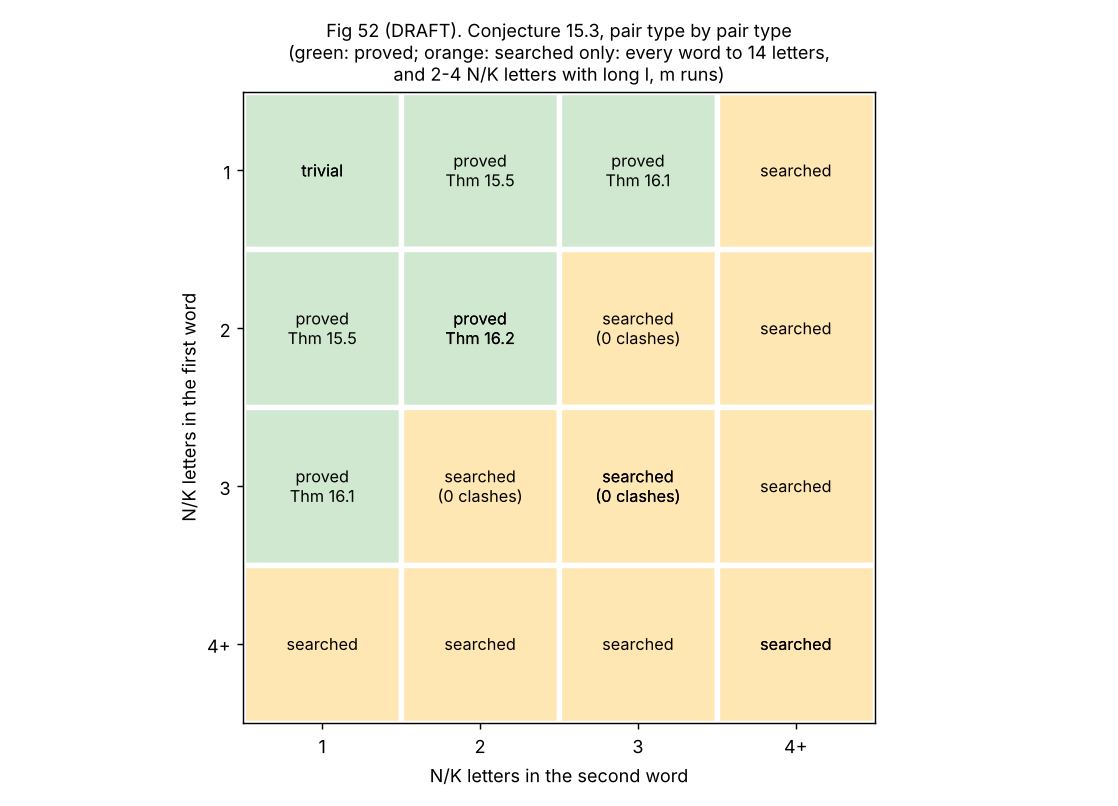 Fig 52 (DRAFT). Conjecture 15.3, pair type by pair type
(green: proved; orange: searched only: every word to 14 letters,
and 2-4 N/K letters with long l, m runs)
N/K letters in the first word
1
trivial
proved
Thm 15.5
proved
Thm 16.1
searched
2
proved
Thm 15.5
proved
Thm 16.2
searched
(0 clashes)
searched
3
proved
Thm 16.1
searched
(0 clashes)
searched
(0 clashes)
searched
4+
searched
searched
searched
searched
1
2
3
4+
N/K letters in the second word